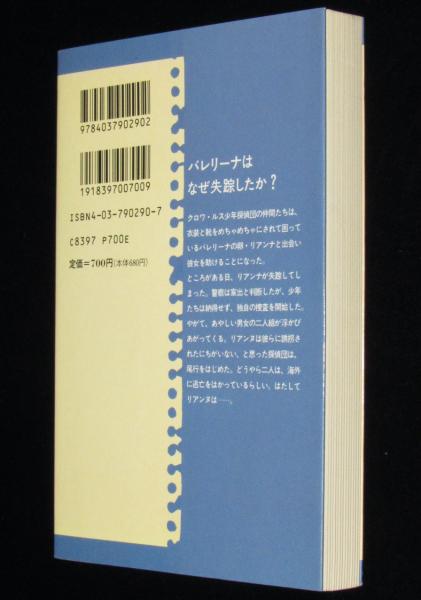 9784037902902
1918397007009
ISBN4-03-790290-7
C8397 P700E
定価=700円(本体680円)
バレリーナは
なぜ失踪したか?
クロワ・ルス少年探偵団の仲間たちは、
衣装と靴をめちゃめちゃにされて困って
いるバレリーナの卵・リアンナと出会い
彼女を助けることになった。
ところがある日、リアンナが失踪してし
まった。警察は家出と判断したが、少年
たちは納得せず、独自の捜査を開始した。
やがて、あやしい男女の二人組が浮かび
あがってくる。リアンヌは彼らに誘拐さ
れたにちがいない、と思った探偵団は、
尾行をはじめた。どうやら二人は、海外
に逃亡をはかっているらしい。はたして
リアンヌは……。